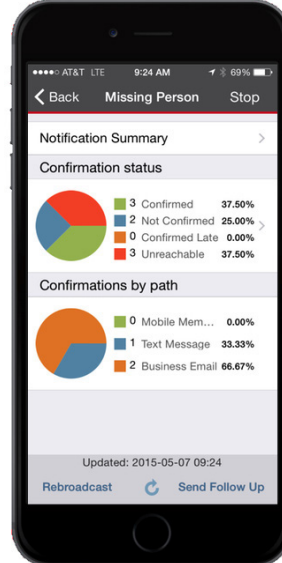 AT&T LTE 9:24 AM 69%
Back Missing Person Stop
Notification Summary
Confirmation status
3 Confirmed 37.50%
2 Not Confirmed 25.00%
0 Confirmed Late 0.00%
3 Unreachable 37.50%
Confirmations by path
0 Mobile Mem... 0.00%
1 Text Message 33.33%
2 Business Email 66.67%
Updated: 2015-05-07 09:24
Rebroadcast Send Follow Up